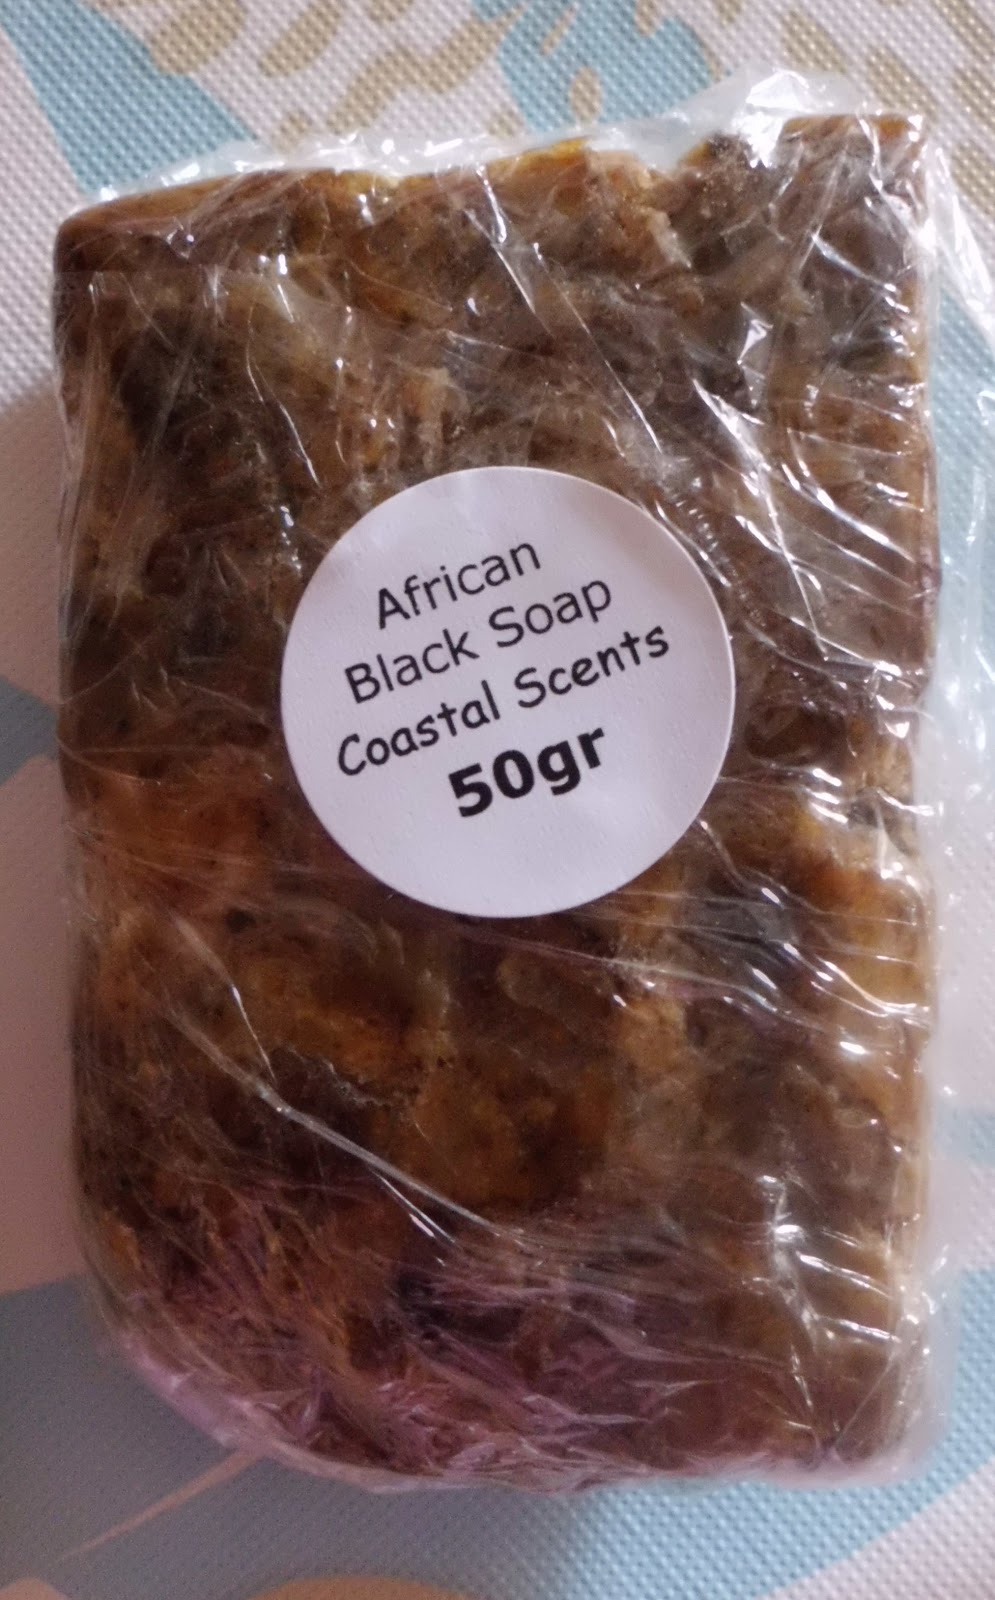 African
Black Soap
Coastal Scents
50gr